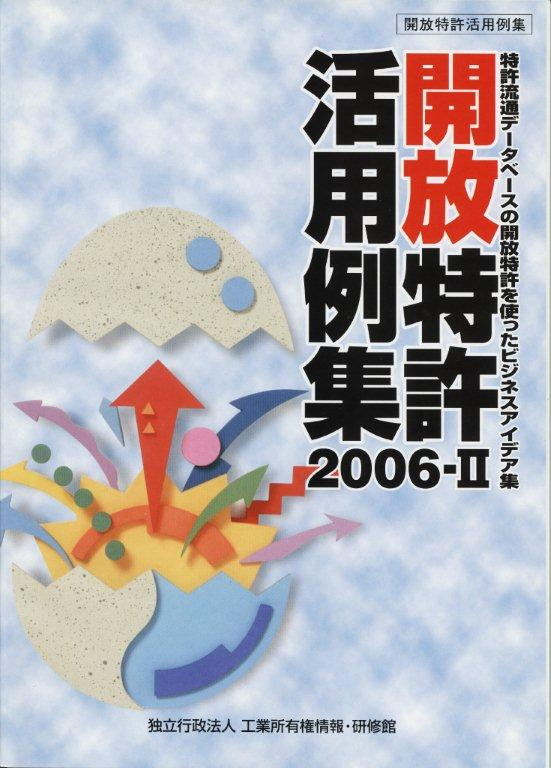 開放特許活用例集
特許流通データベースの開放特許を使ったビジネスアイデア集
開放特許
活用例集
2006-II
独立行政法人 工業所有権情報・研修館